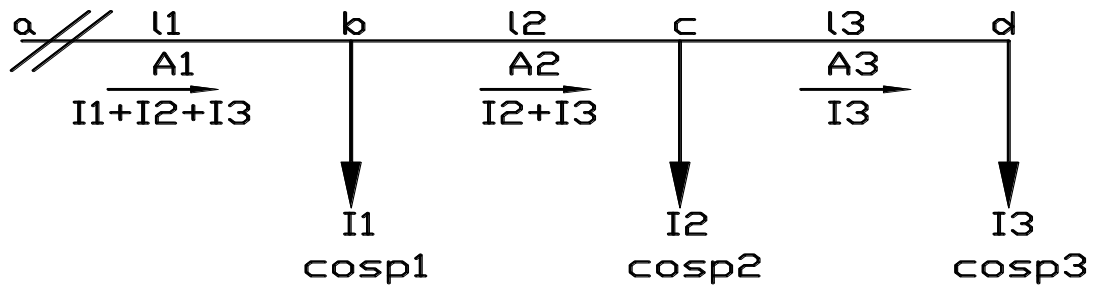 a l1 b l2 c l3 d
A1 A2 A3
I1+I2+I3 I2+I3 I3
I1 I2 I3
cosp1 cosp2 cosp3